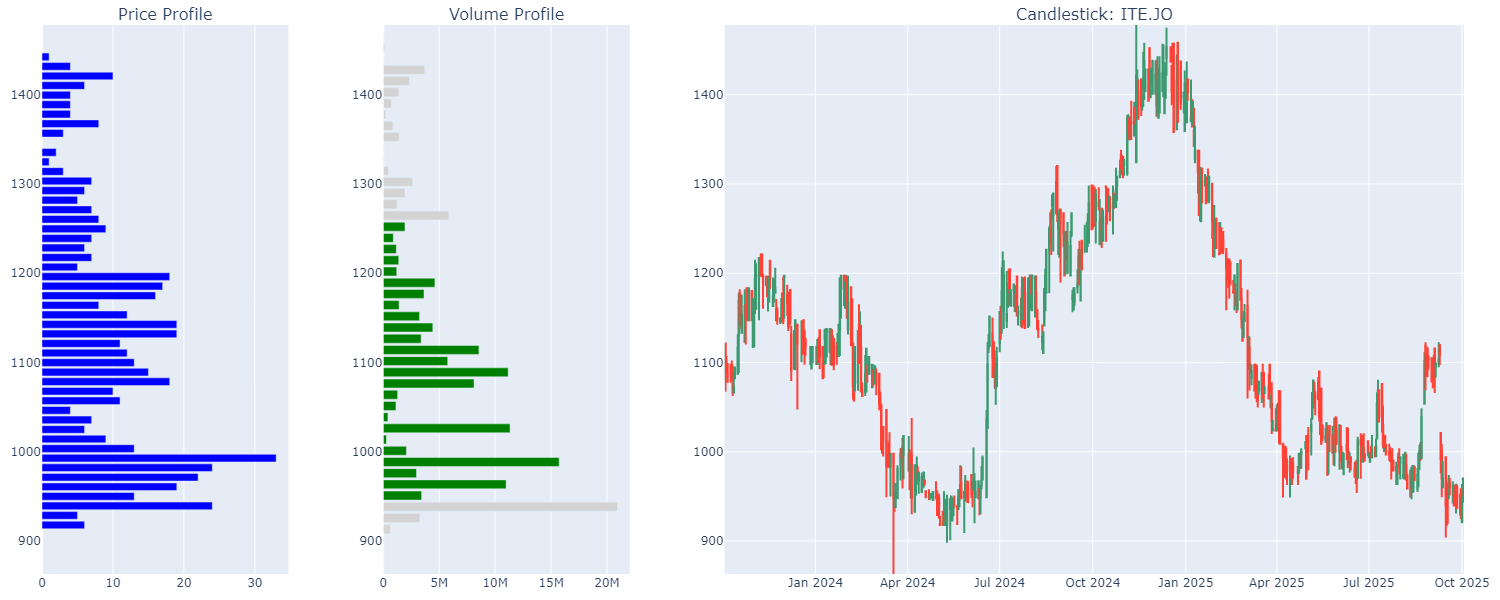 Price Profile
Volume Profile
Candlestick: ITE.JO
1400
1300
1200
1100
1000
900
0
10
20
30
1400
1300
1200
1100
1000
900
0
5M
10M
15M
20M
1400
1300
1200
1100
1000
900
Jan 2024
Apr 2024
Jul 2024
Oct 2024
Jan 2025
Apr 2025
Jul 2025
Oct 2025